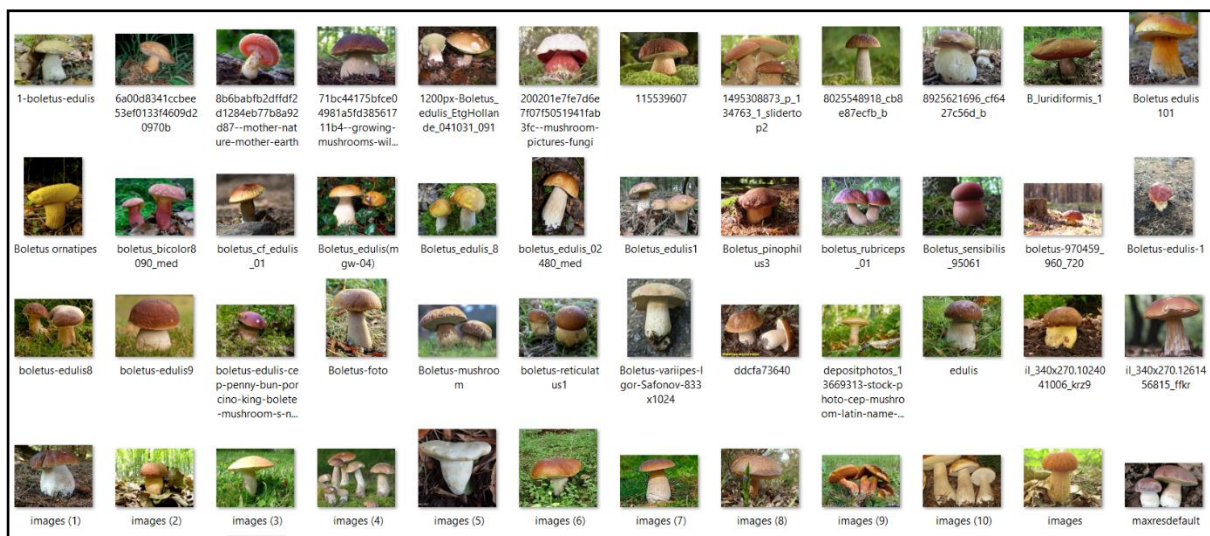 1-boletus-edulis
6a00d8341ccbee
53ef0133f4609d2
0970b
8b6babfb2dffdf2
d1284eb77b8a92
d87--mother-nat
ure-mother-earth
71bc44175bfce0
4981a5fd385617
11b4--growing-
mushrooms-wil...
1200px-Boletus_
edulis_EtgHollan
de_041031_091
200201e7fe7d6e
7f07f5051941fab
3fc--mushroom-
pictures-fungi
115539607
1495308873_p_1
34763_1_slidert
op2
8025548918_cb8
e87ecfb_b
8925621696_cf64
27c56d_b
B_luridiformis_1
Boletus edulis
101
Boletus ornatipes
boletus_bicolor8
090_med
boletus_cf_edulis
_01
Boletus_edulis(m
gw-04)
Boletus_edulis_8
boletus_edulis_02
480_med
Boletus_edulis1
Boletus_pinophil
us3
boletus_rubriceps
_01
Boletus_sensibilis
_95061
boletus-970459_
960_720
Boletus-edulis-1
boletus-edulis8
boletus-edulis9
boletus-edulis-ce
p-penny-bun-por
cino-king-bolete
-mushroom-s-n...
Boletus-foto
Boletus-mushroo
m
boletus-reticulat
us1
Boletus-variipes-I
gor-Safonov-833
x1024
ddcfa73640
depositphotos_1
3669313-stock-p
hoto-cep-mushr
oom-latin-name-...
edulis
il_340x270.10240
41006_krz9
il_340x270.12614
56815_ffkr
images (1)
images (2)
images (3)
images (4)
images (5)
images (6)
images (7)
images (8)
images (9)
images (10)
images
maxresdefault